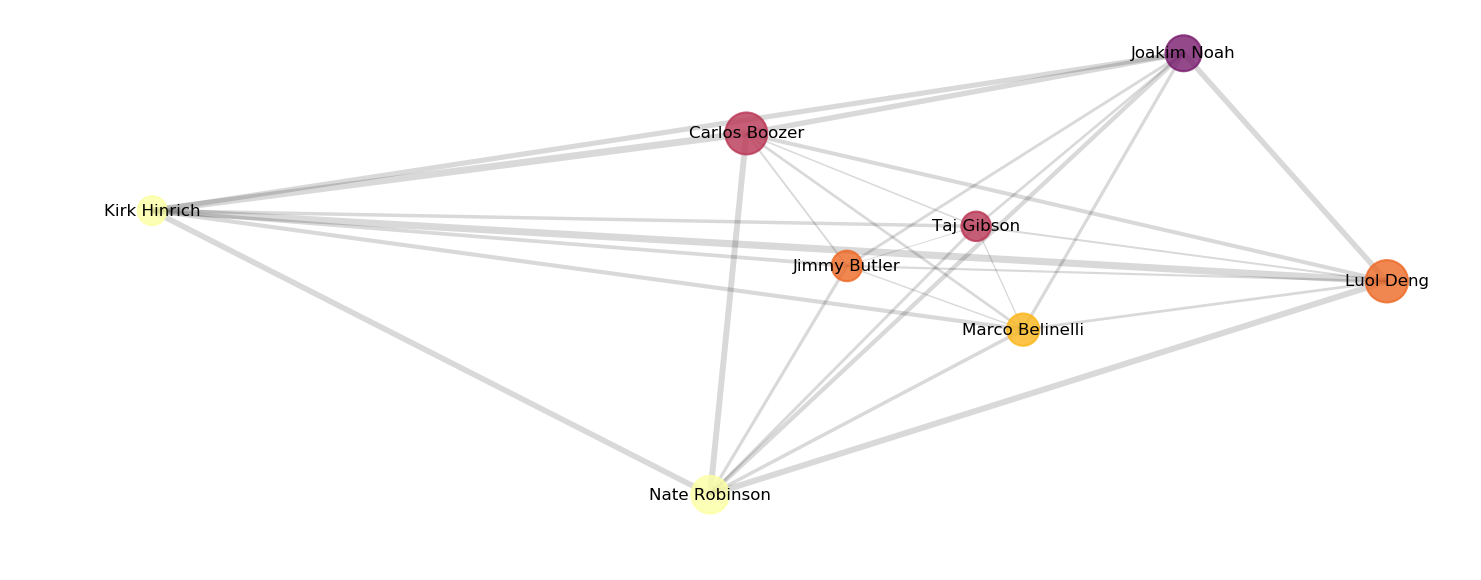 Joakim Noah
Carlos Boozer
Kirk Hinrich
Taj Gibson
Jimmy Butler
Luol Deng
Marco Belinelli
Nate Robinson